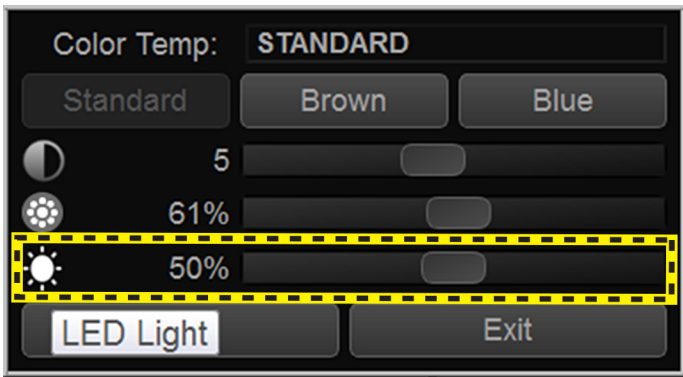 Color Temp: STANDARD
Standard Brown Blue
5
61%
50%
LED Light Exit